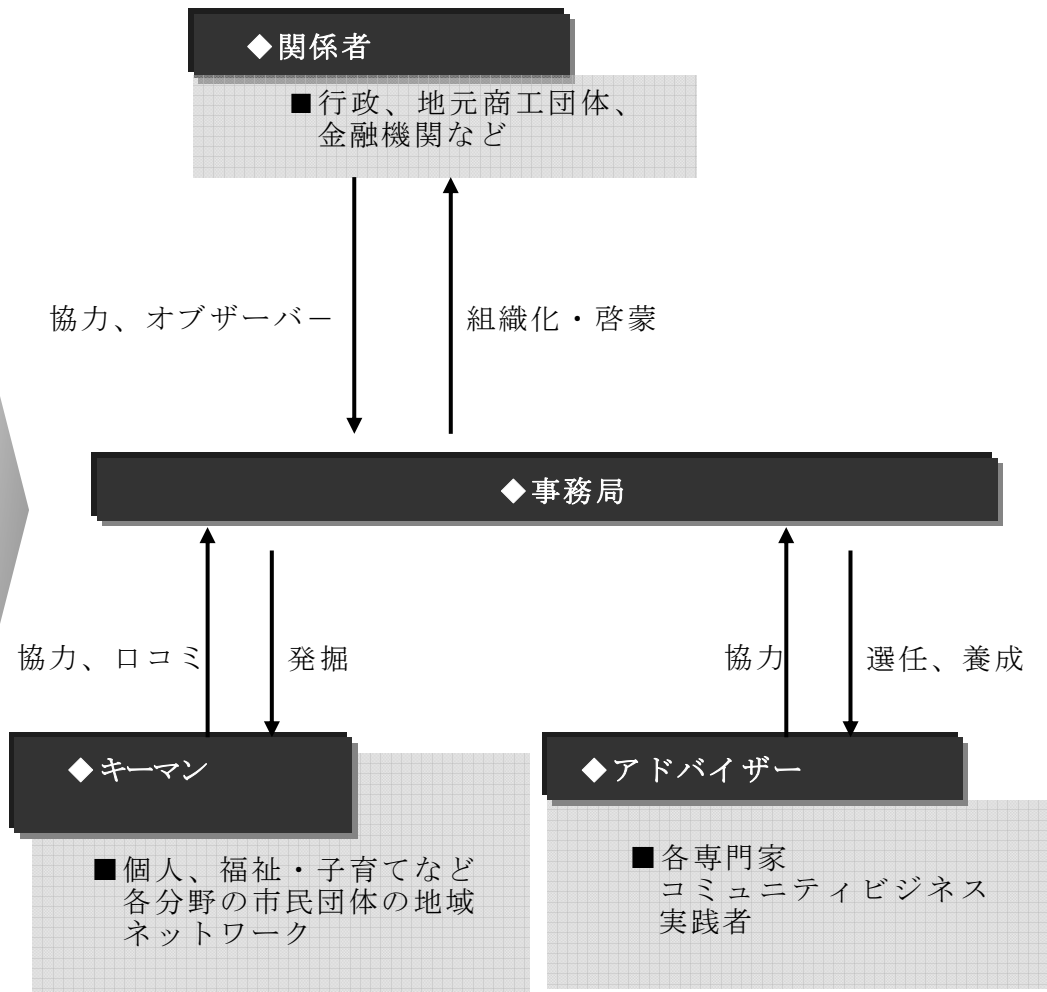 ◆関係者
■行政、地元商工団体、
金融機関など
協力、オブザーバー
組織化・啓蒙
◆事務局
協力、口コミ
発掘
協力
選任、養成
◆キーマン
■個人、福祉・子育てなど
各分野の市民団体の地域
ネットワーク
◆アドバイザー
■各専門家
コミュニティビジネス
実践者